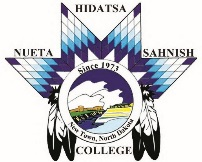 HIDATSA
NUETA
SAHNISH
Since 1973
New Town, North Dakota
COLLEGE